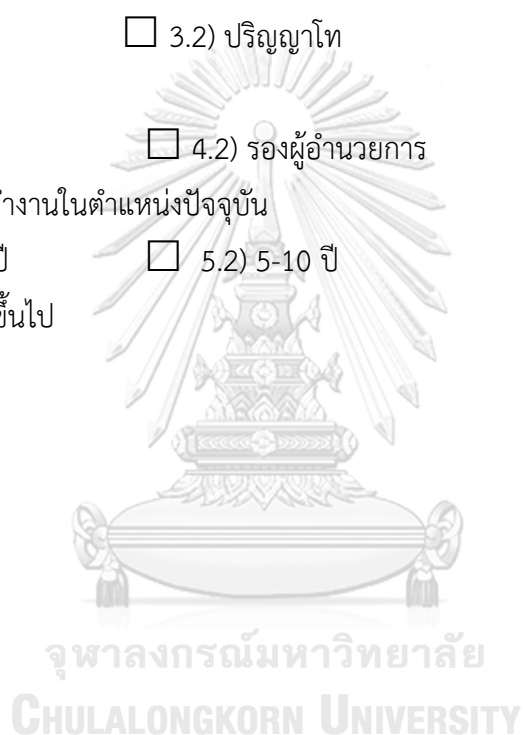 ☐ 3.2) ปริญญาโท
☐ 4.2) รองผู้อำนวยการ
ทำงานในตำแหน่งปัจจุบัน
ปี ☐ 5.2) 5-10 ปี
ขึ้นไป
จุฬาลงกรณ์มหาวิทยาลัย
CHULALONGKORN UNIVERSITY